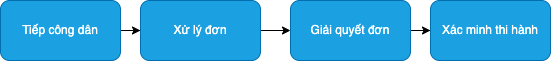 Tiếp công dân
Xử lý đơn
Giải quyết đơn
Xác minh thi hành